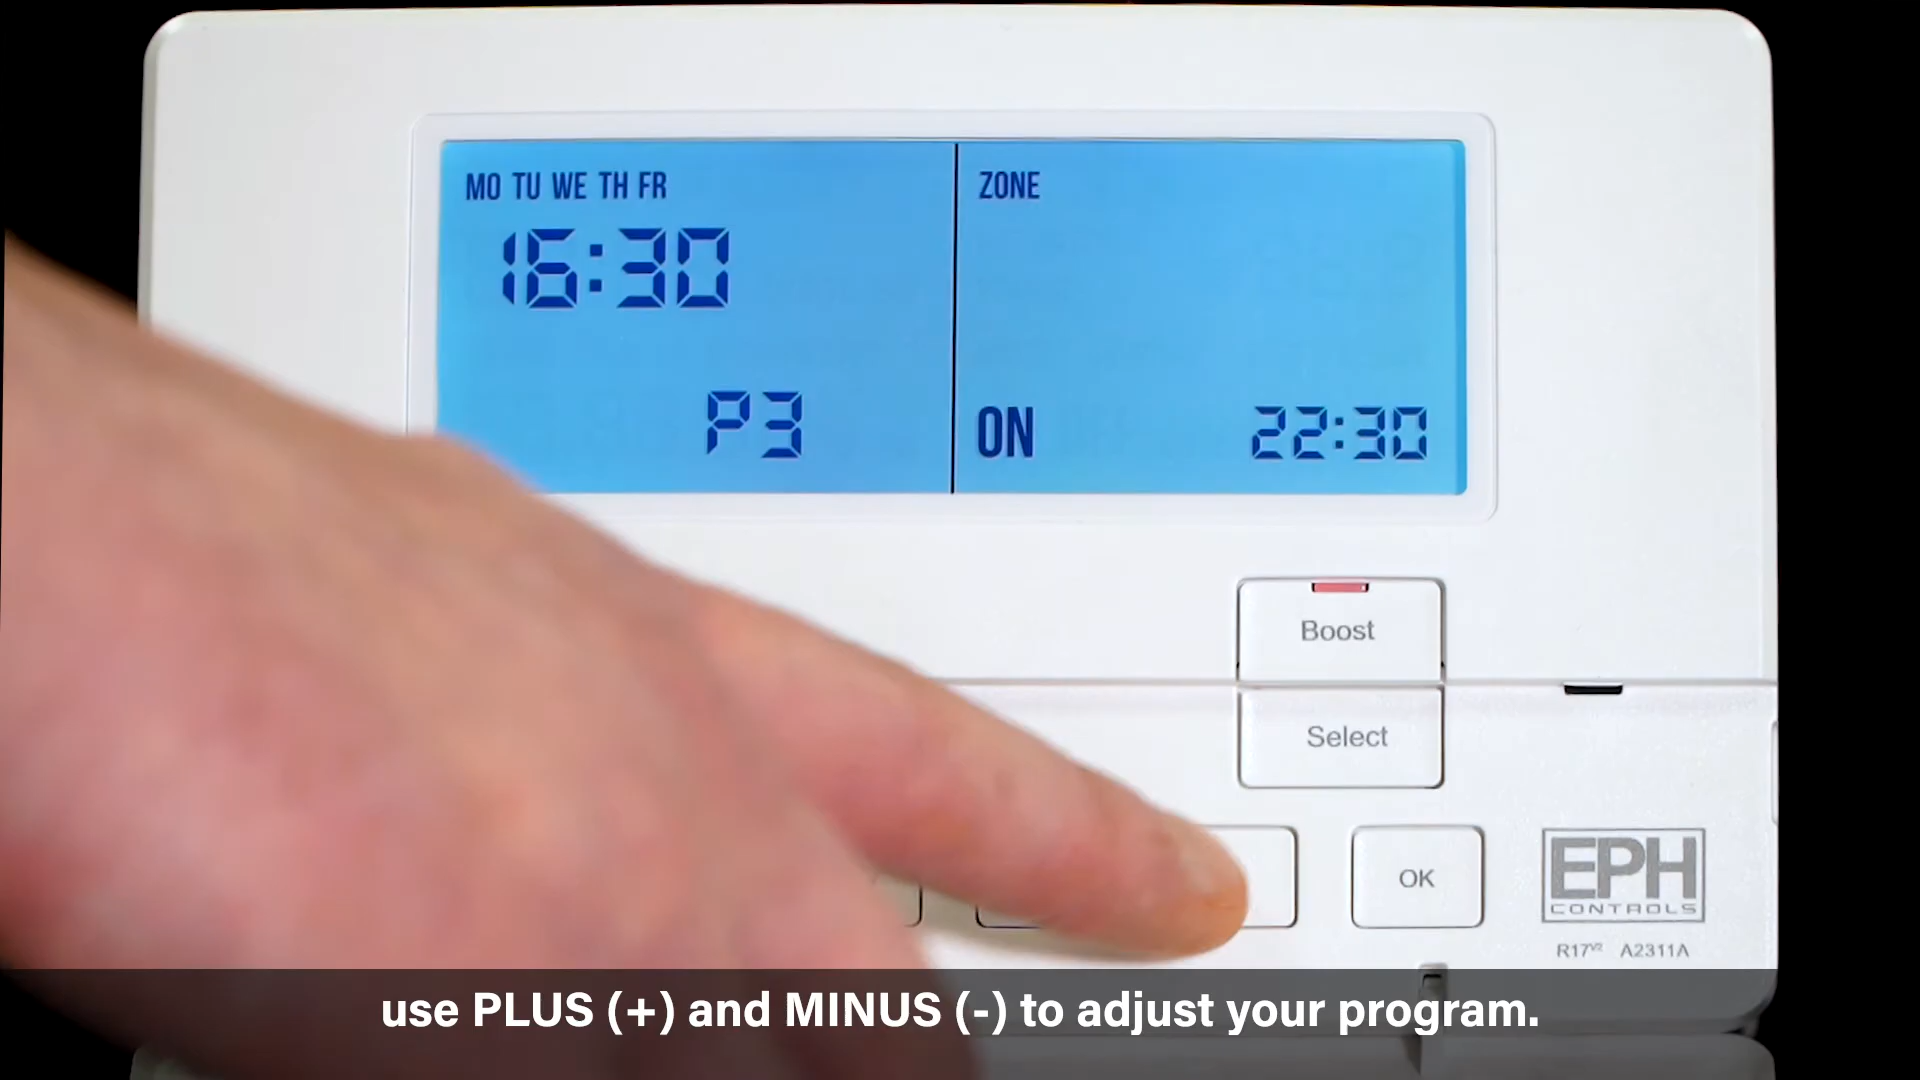 MO TU WE TH FR
ZONE
16:30
P3
ON
22:30
Boost
Select
OK
EPH
CONTROLS
R17V2 A2311A
use PLUS (+) and MINUS (-) to adjust your program.